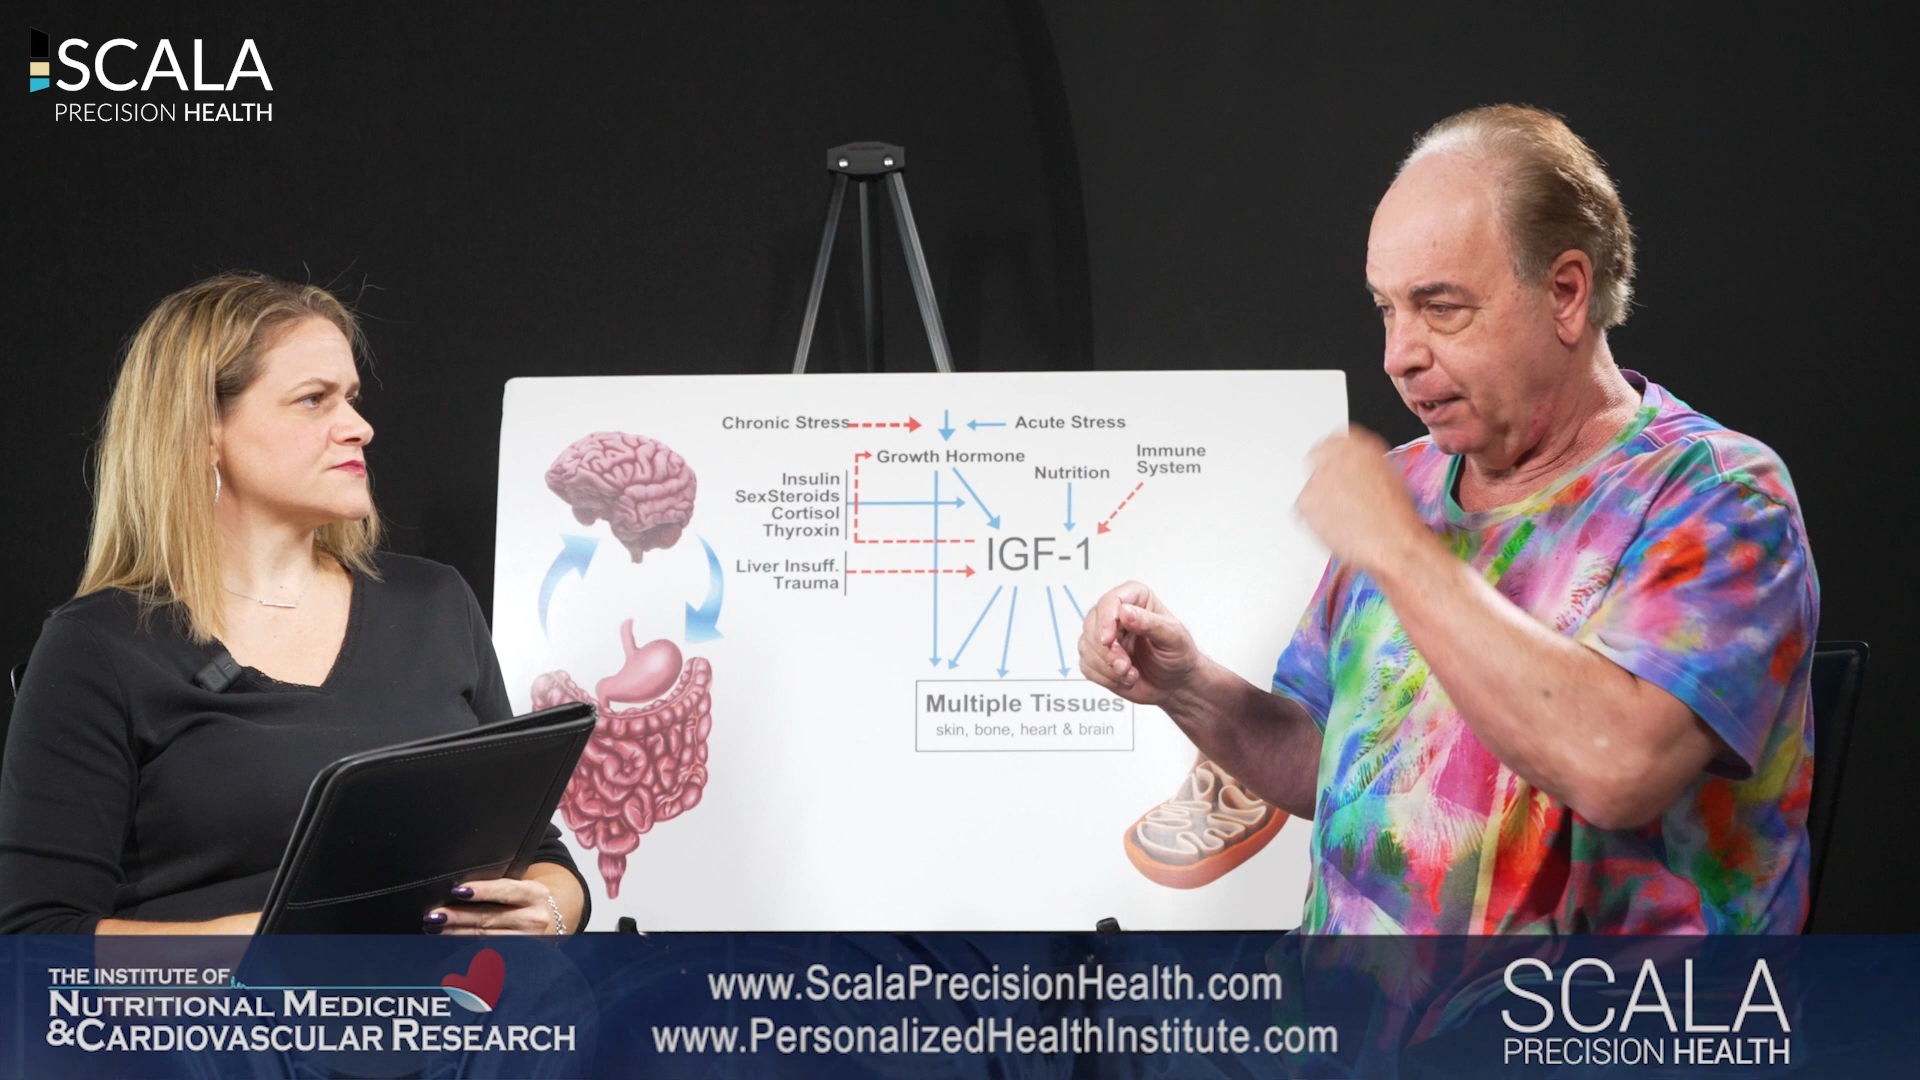 SCALA
PRECISION HEALTH
Chronic Stress
Acute Stress
Growth Hormone
Immune
System
Nutrition
Insulin
SexSteroids
Cortisol
Thyroxin
IGF-1
Liver Insuff.
Trauma
Multiple Tissues
skin, bone, heart & brain
THE INSTITUTE OF
NUTRITIONAL MEDICINE
&CARDIOVASCULAR RESEARCH
www.ScalaPrecisionHealth.com
www.PersonalizedHealthInstitute.com
SCALA
PRECISION HEALTH